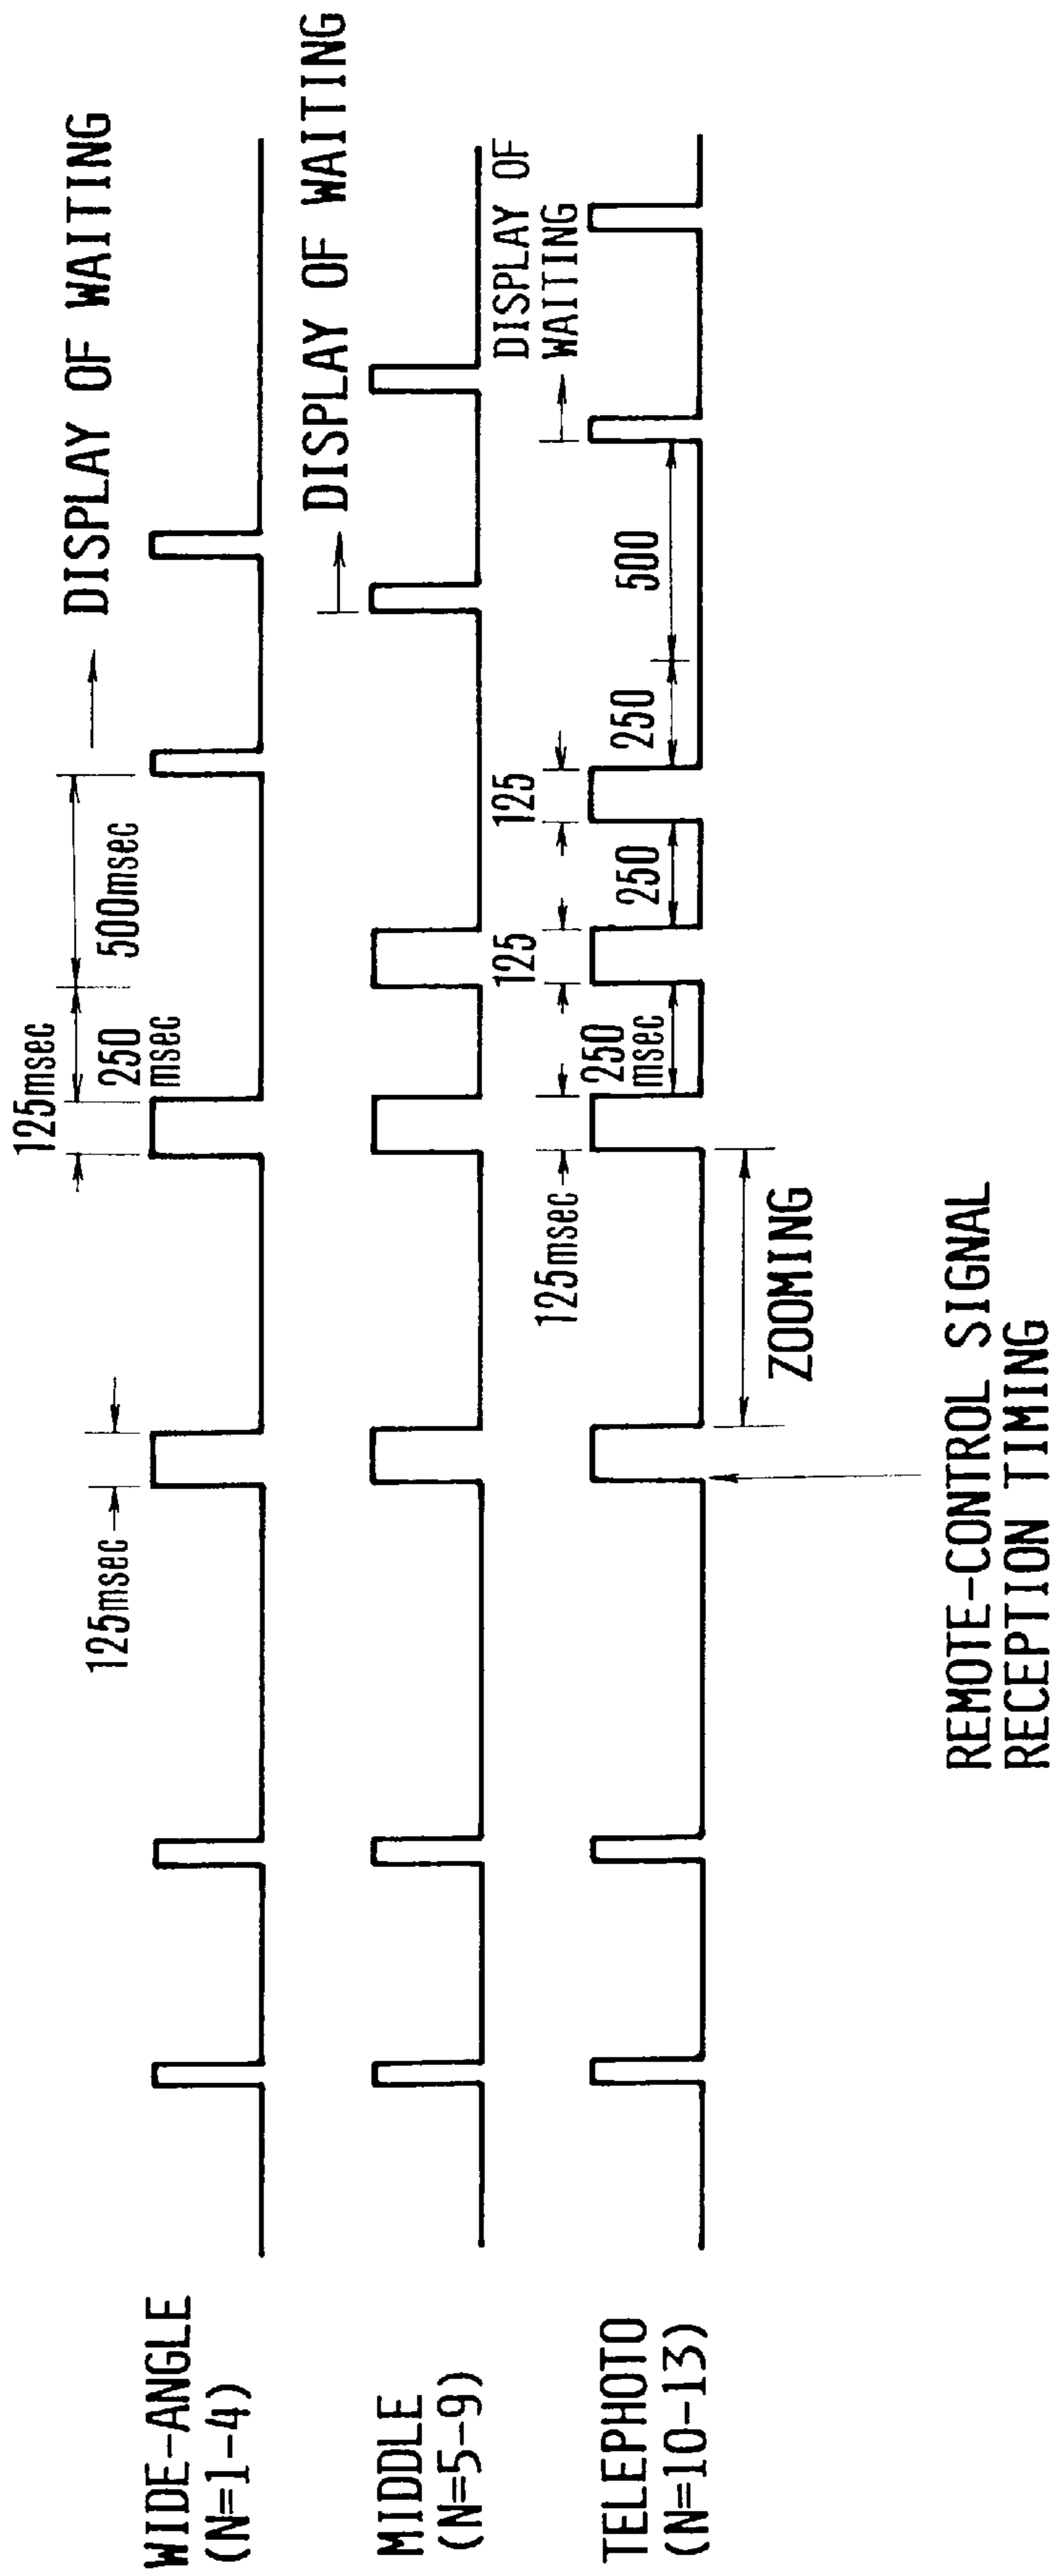 WIDE-ANGLE
(N=1-4)
125msec
125msec
250
msec
500msec
DISPLAY OF WAITING
MIDDLE
(N=5-9)
DISPLAY OF WAITING
TELEPHOTO
(N=10-13)
125msec
250
msec
125
250
125
250
500
DISPLAY OF
WAITING
ZOOMING
REMOTE-CONTROL SIGNAL
RECEPTION TIMING